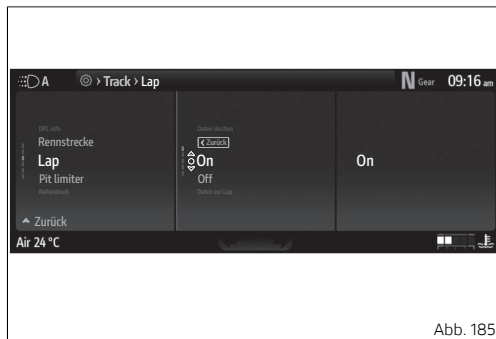 A Track › Lap N Gear 09:16 am
DPL info
Rennstrecke
Lap
Pit limiter
Reifendruck
Zurück
Daten löschen
Zurück
On
Off
Daten zur Lap
On
Air 24 °C
Abb. 185